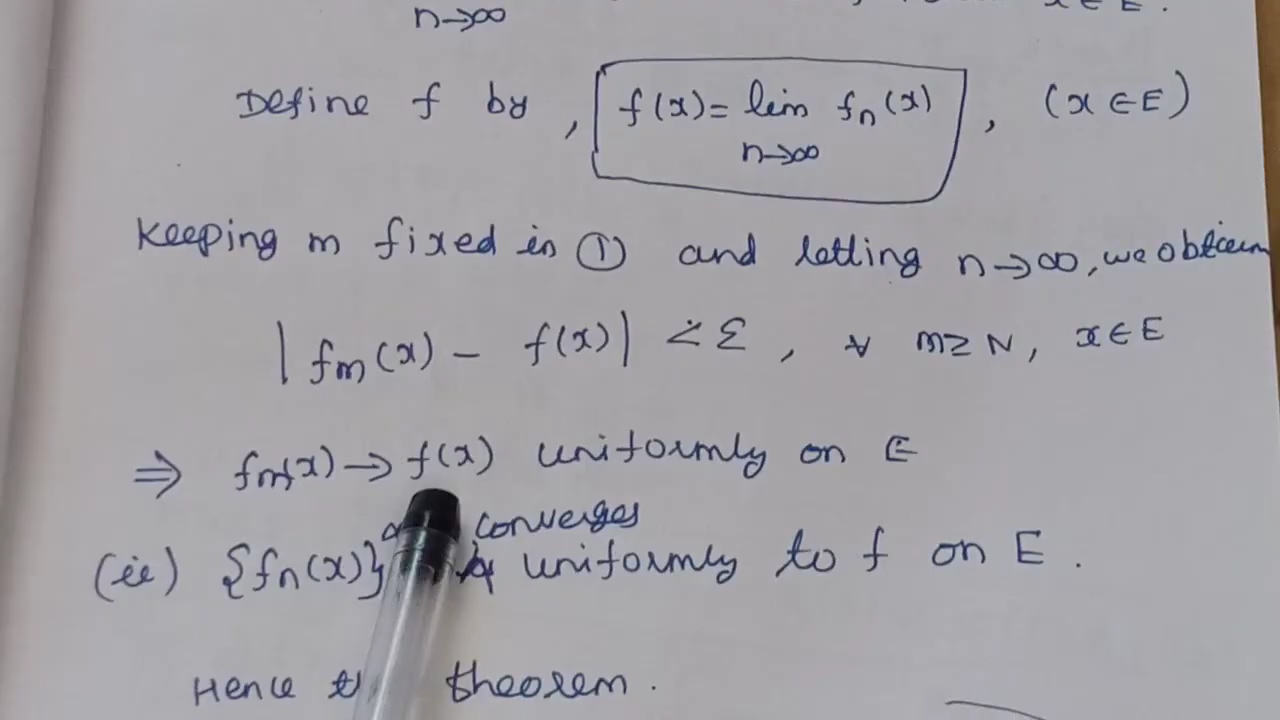 n→∞ x∈E.
Define f by, f(x) = lim fn(x), (x∈E)
n→∞
Keeping m fixed in ① and letting n→∞, we obtain
|fm(x) - f(x)| < ε, ∀ m≥N, x∈E
⇒ fm(x) → f(x) uniformly on E
converges
(ie) {fn(x)} uniformly to f on E.
Hence theorem.